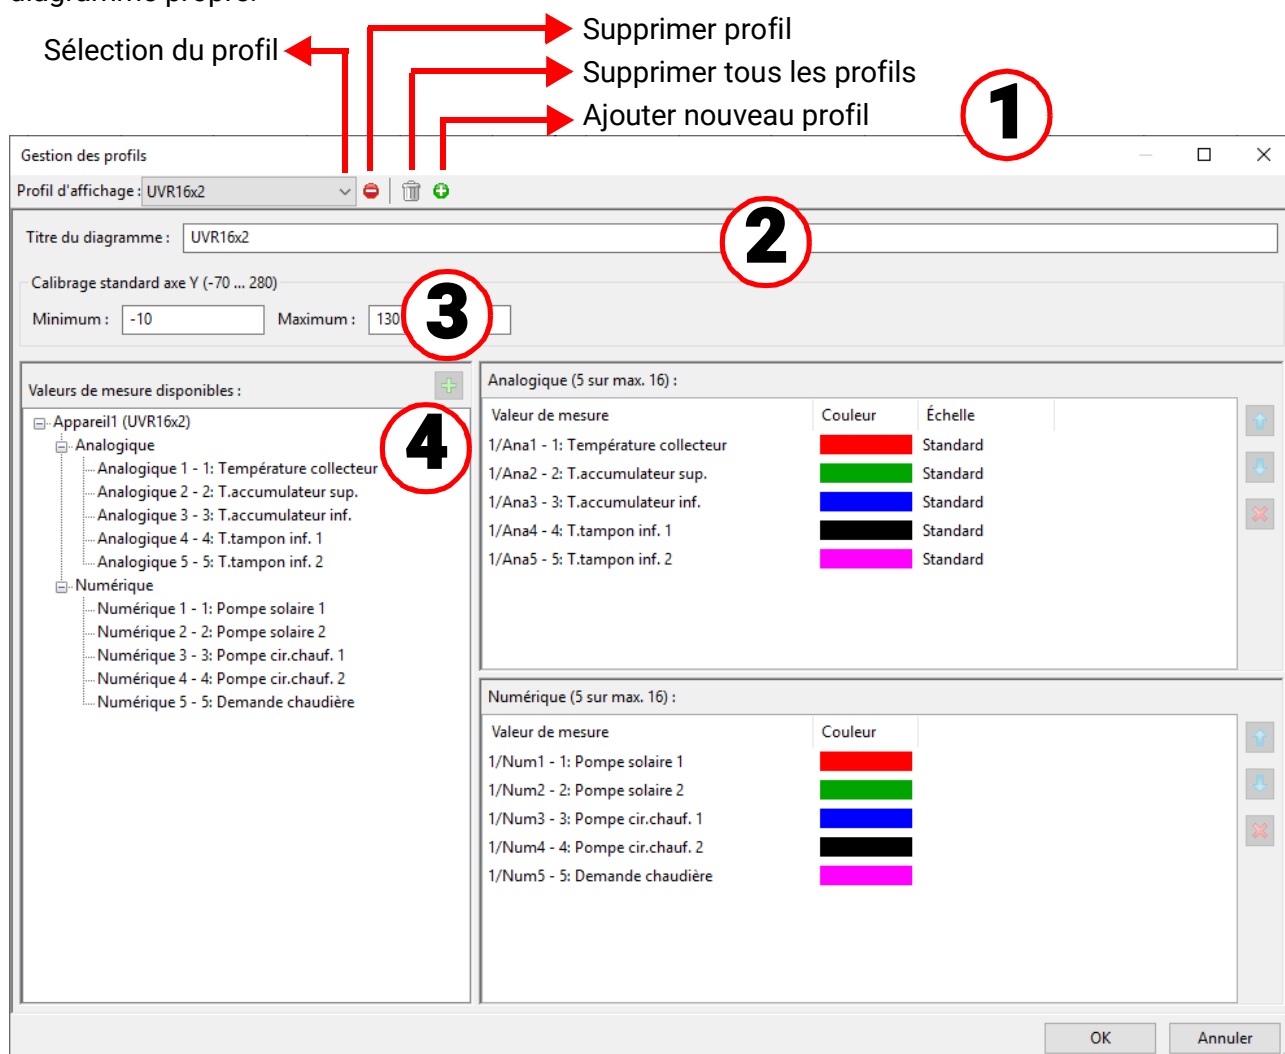 diagramme propre.
Sélection du profil
Supprimer profil
Supprimer tous les profils
Ajouter nouveau profil
1
Gestion des profils
Profil d'affichage : UVR16x2
2
Titre du diagramme : UVR16x2
Calibrage standard axe Y (-70 ... 280)
3
Minimum : -10 Maximum : 130
Valeurs de mesure disponibles :
4
Appareil1 (UVR16x2)
Analogique
Analogique 1 - 1: Température collecteur
Analogique 2 - 2: T.accumulateur sup.
Analogique 3 - 3: T.accumulateur inf.
Analogique 4 - 4: T.tampon inf. 1
Analogique 5 - 5: T.tampon inf. 2
Numérique
Numérique 1 - 1: Pompe solaire 1
Numérique 2 - 2: Pompe solaire 2
Numérique 3 - 3: Pompe cir.chauf. 1
Numérique 4 - 4: Pompe cir.chauf. 2
Numérique 5 - 5: Demande chaudière
Analogique (5 sur max. 16) :
Valeur de mesure Couleur Échelle
1/Ana1 - 1: Température collecteur Standard
1/Ana2 - 2: T.accumulateur sup. Standard
1/Ana3 - 3: T.accumulateur inf. Standard
1/Ana4 - 4: T.tampon inf. 1 Standard
1/Ana5 - 5: T.tampon inf. 2 Standard
Numérique (5 sur max. 16) :
Valeur de mesure Couleur
1/Num1 - 1: Pompe solaire 1
1/Num2 - 2: Pompe solaire 2
1/Num3 - 3: Pompe cir.chauf. 1
1/Num4 - 4: Pompe cir.chauf. 2
1/Num5 - 5: Demande chaudière
OK Annuler